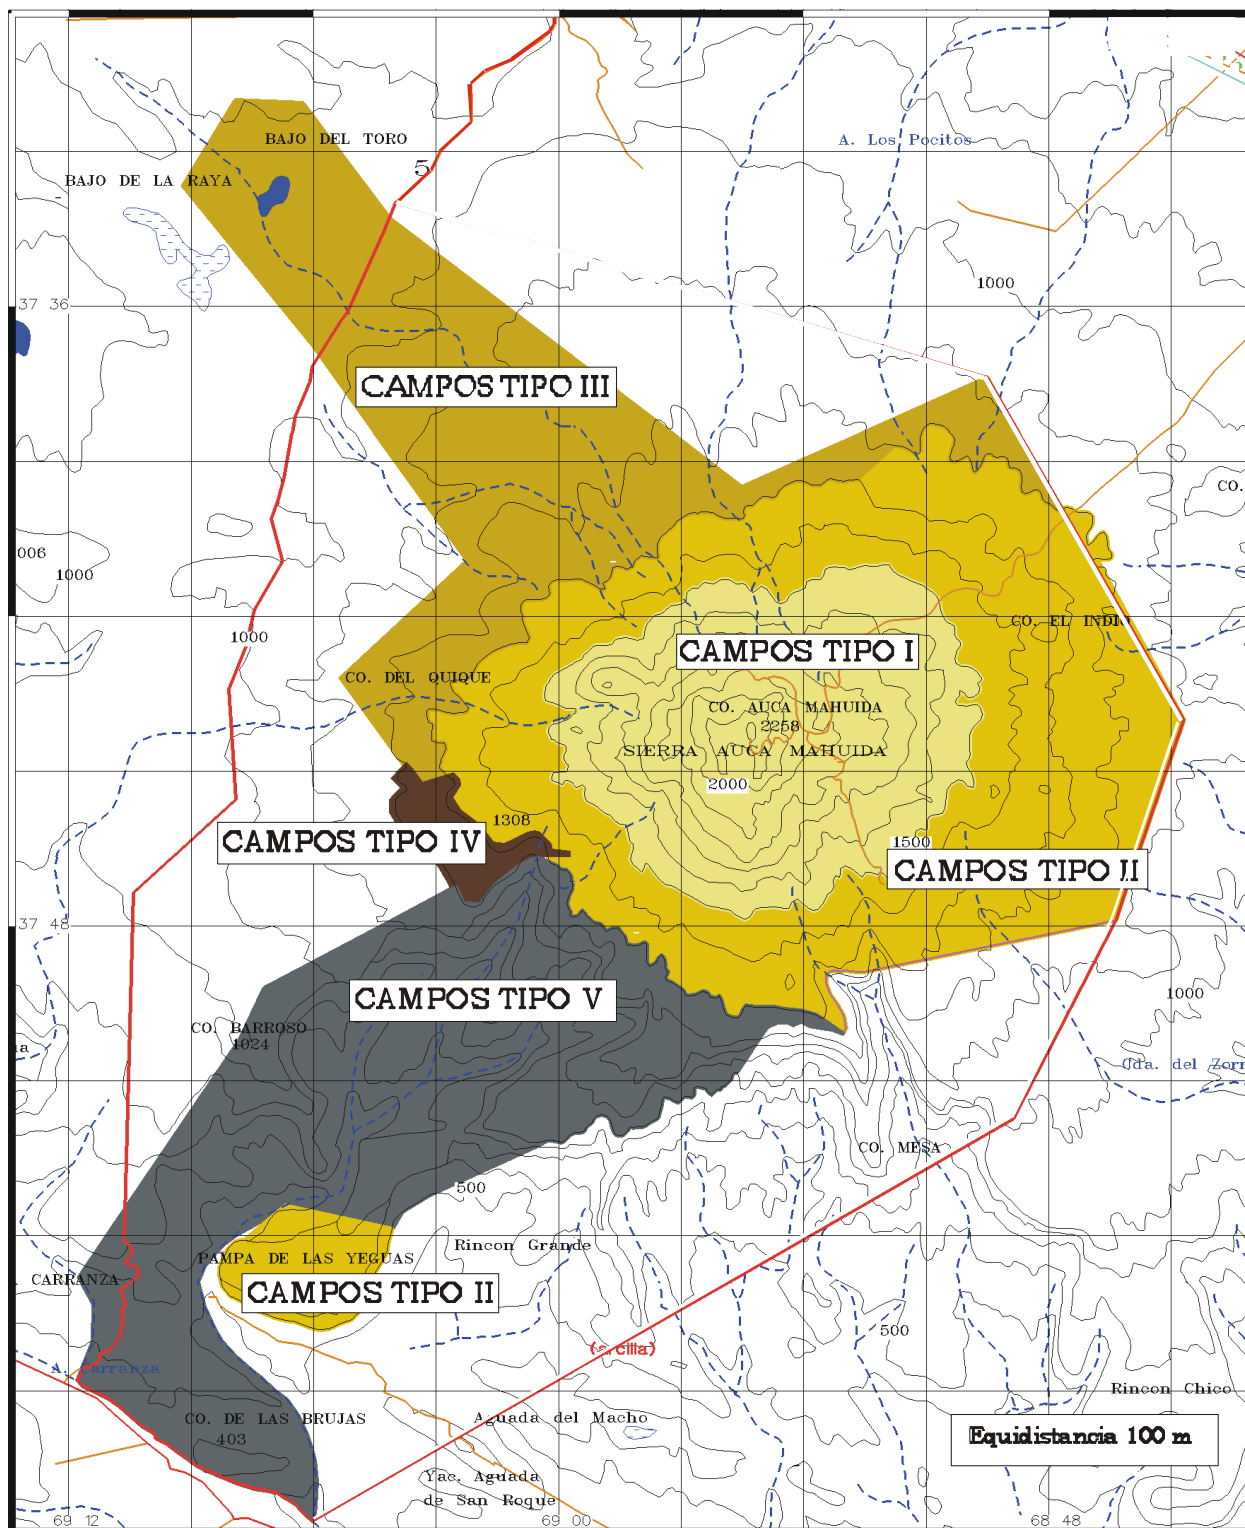 BAJO DEL TORO
A. Los Pocitos
5
BAJO DE LA RAYA
1000
37 36
CAMPOS TIPO III
CO.
006
1000
1000
CO. EL INDIO
CAMPOS TIPO I
CO. DEL QUIQUE
CO. AUCA MAHUIDA
2258
SIERRA AUCA MAHUIDA
2000
1308
CAMPOS TIPO IV
1500
CAMPOS TIPO II
37 48
CAMPOS TIPO V
1000
CO. BARROSO
1024
Cda. del Zorr
CO. MESA
500
Rincon Grande
PAMPA DE LAS YEGUAS
CARRANZA
CAMPOS TIPO II
500
A. Carranza
Rincon Chico
CO. DE LAS BRUJAS
403
Aguada del Macho
Equidistancia 100 m
Yac. Aguada
de San Roque
69 12
69 00
68 48